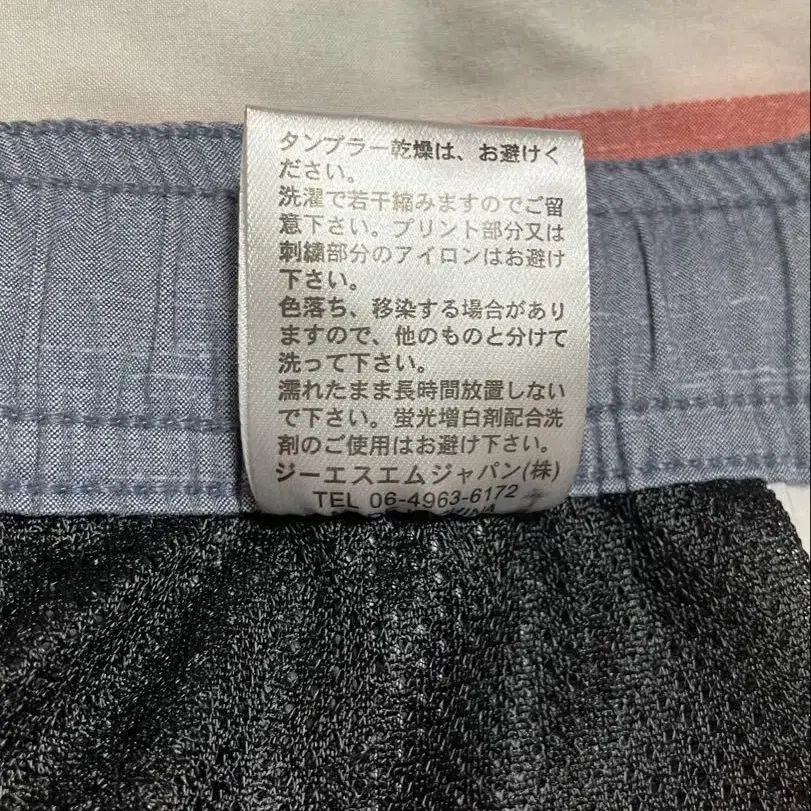 タンブラー乾燥は、お避けく
ださい。
洗濯で若干縮みますのでご留
意下さい。プリント部分又は
刺繍部分のアイロンはお避け
下さい。
色落ち、移染する場合があり
ますので、他のものと分けて
洗って下さい。
濡れたまま長時間放置しない
で下さい。蛍光増白剤配合洗
剤のご使用はお避け下さい。
ジーエスエムジャパン(株)
TEL 06-4963-6172